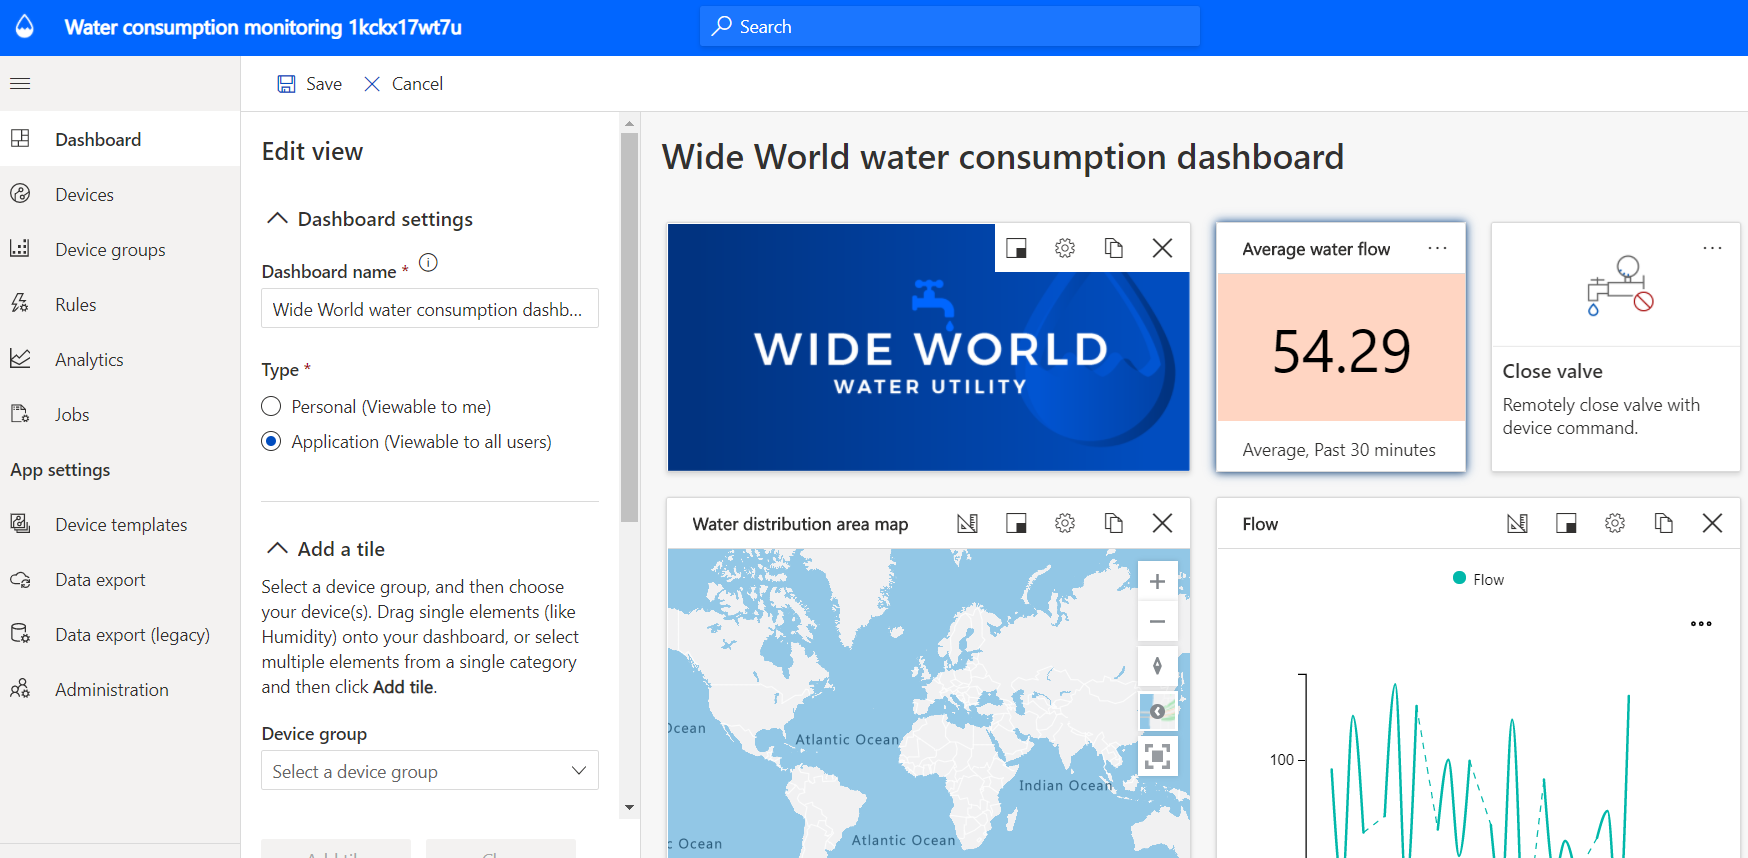 Water consumption monitoring 1kckx17wt7u
Search
Save
Cancel
Dashboard
Devices
Device groups
Rules
Analytics
Jobs
App settings
Device templates
Data export
Data export (legacy)
Administration
Edit view
Dashboard settings
Dashboard name *
Wide World water consumption dashb...
Type *
Personal (Viewable to me)
Application (Viewable to all users)
Add a tile
Select a device group, and then choose
your device(s). Drag single elements (like
Humidity) onto your dashboard, or select
multiple elements from a single category
and then click Add tile.
Device group
Select a device group
Wide World water consumption dashboard
WIDE WORLD
WATER UTILITY
Average water flow
54.29
Average, Past 30 minutes
Close valve
Remotely close valve with
device command.
Water distribution area map
Ocean
Atlantic Ocean
Indian Ocean
Atlantic Ocean
Ocean
Flow
Flow
100